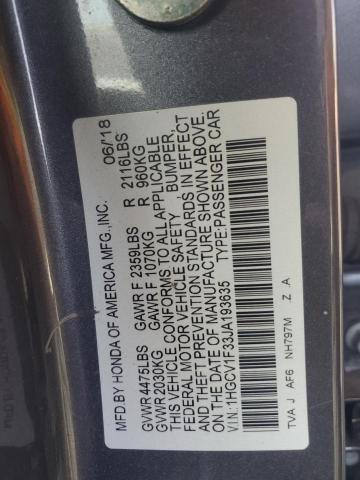 MFD.BY HONDA OF AMERICA MFG.,INC. 06/18
GVWR 4475LBS GAWR F 2359LBS R 2116LBS
GVWR 2030KG GAWR F 1070KG R 960KG
THIS VEHICLE CONFORMS TO ALL APPLICABLE
FEDERAL MOTOR VEHICLE SAFETY, BUMPER,
AND THEFT PREVENTION STANDARDS IN EFFECT
ON THE DATE OF MANUFACTURE SHOWN ABOVE.
VIN:1HGCV1F33JA193635 TYPE:PASSENGER CAR
TVA J AF6 NH797M Z .A